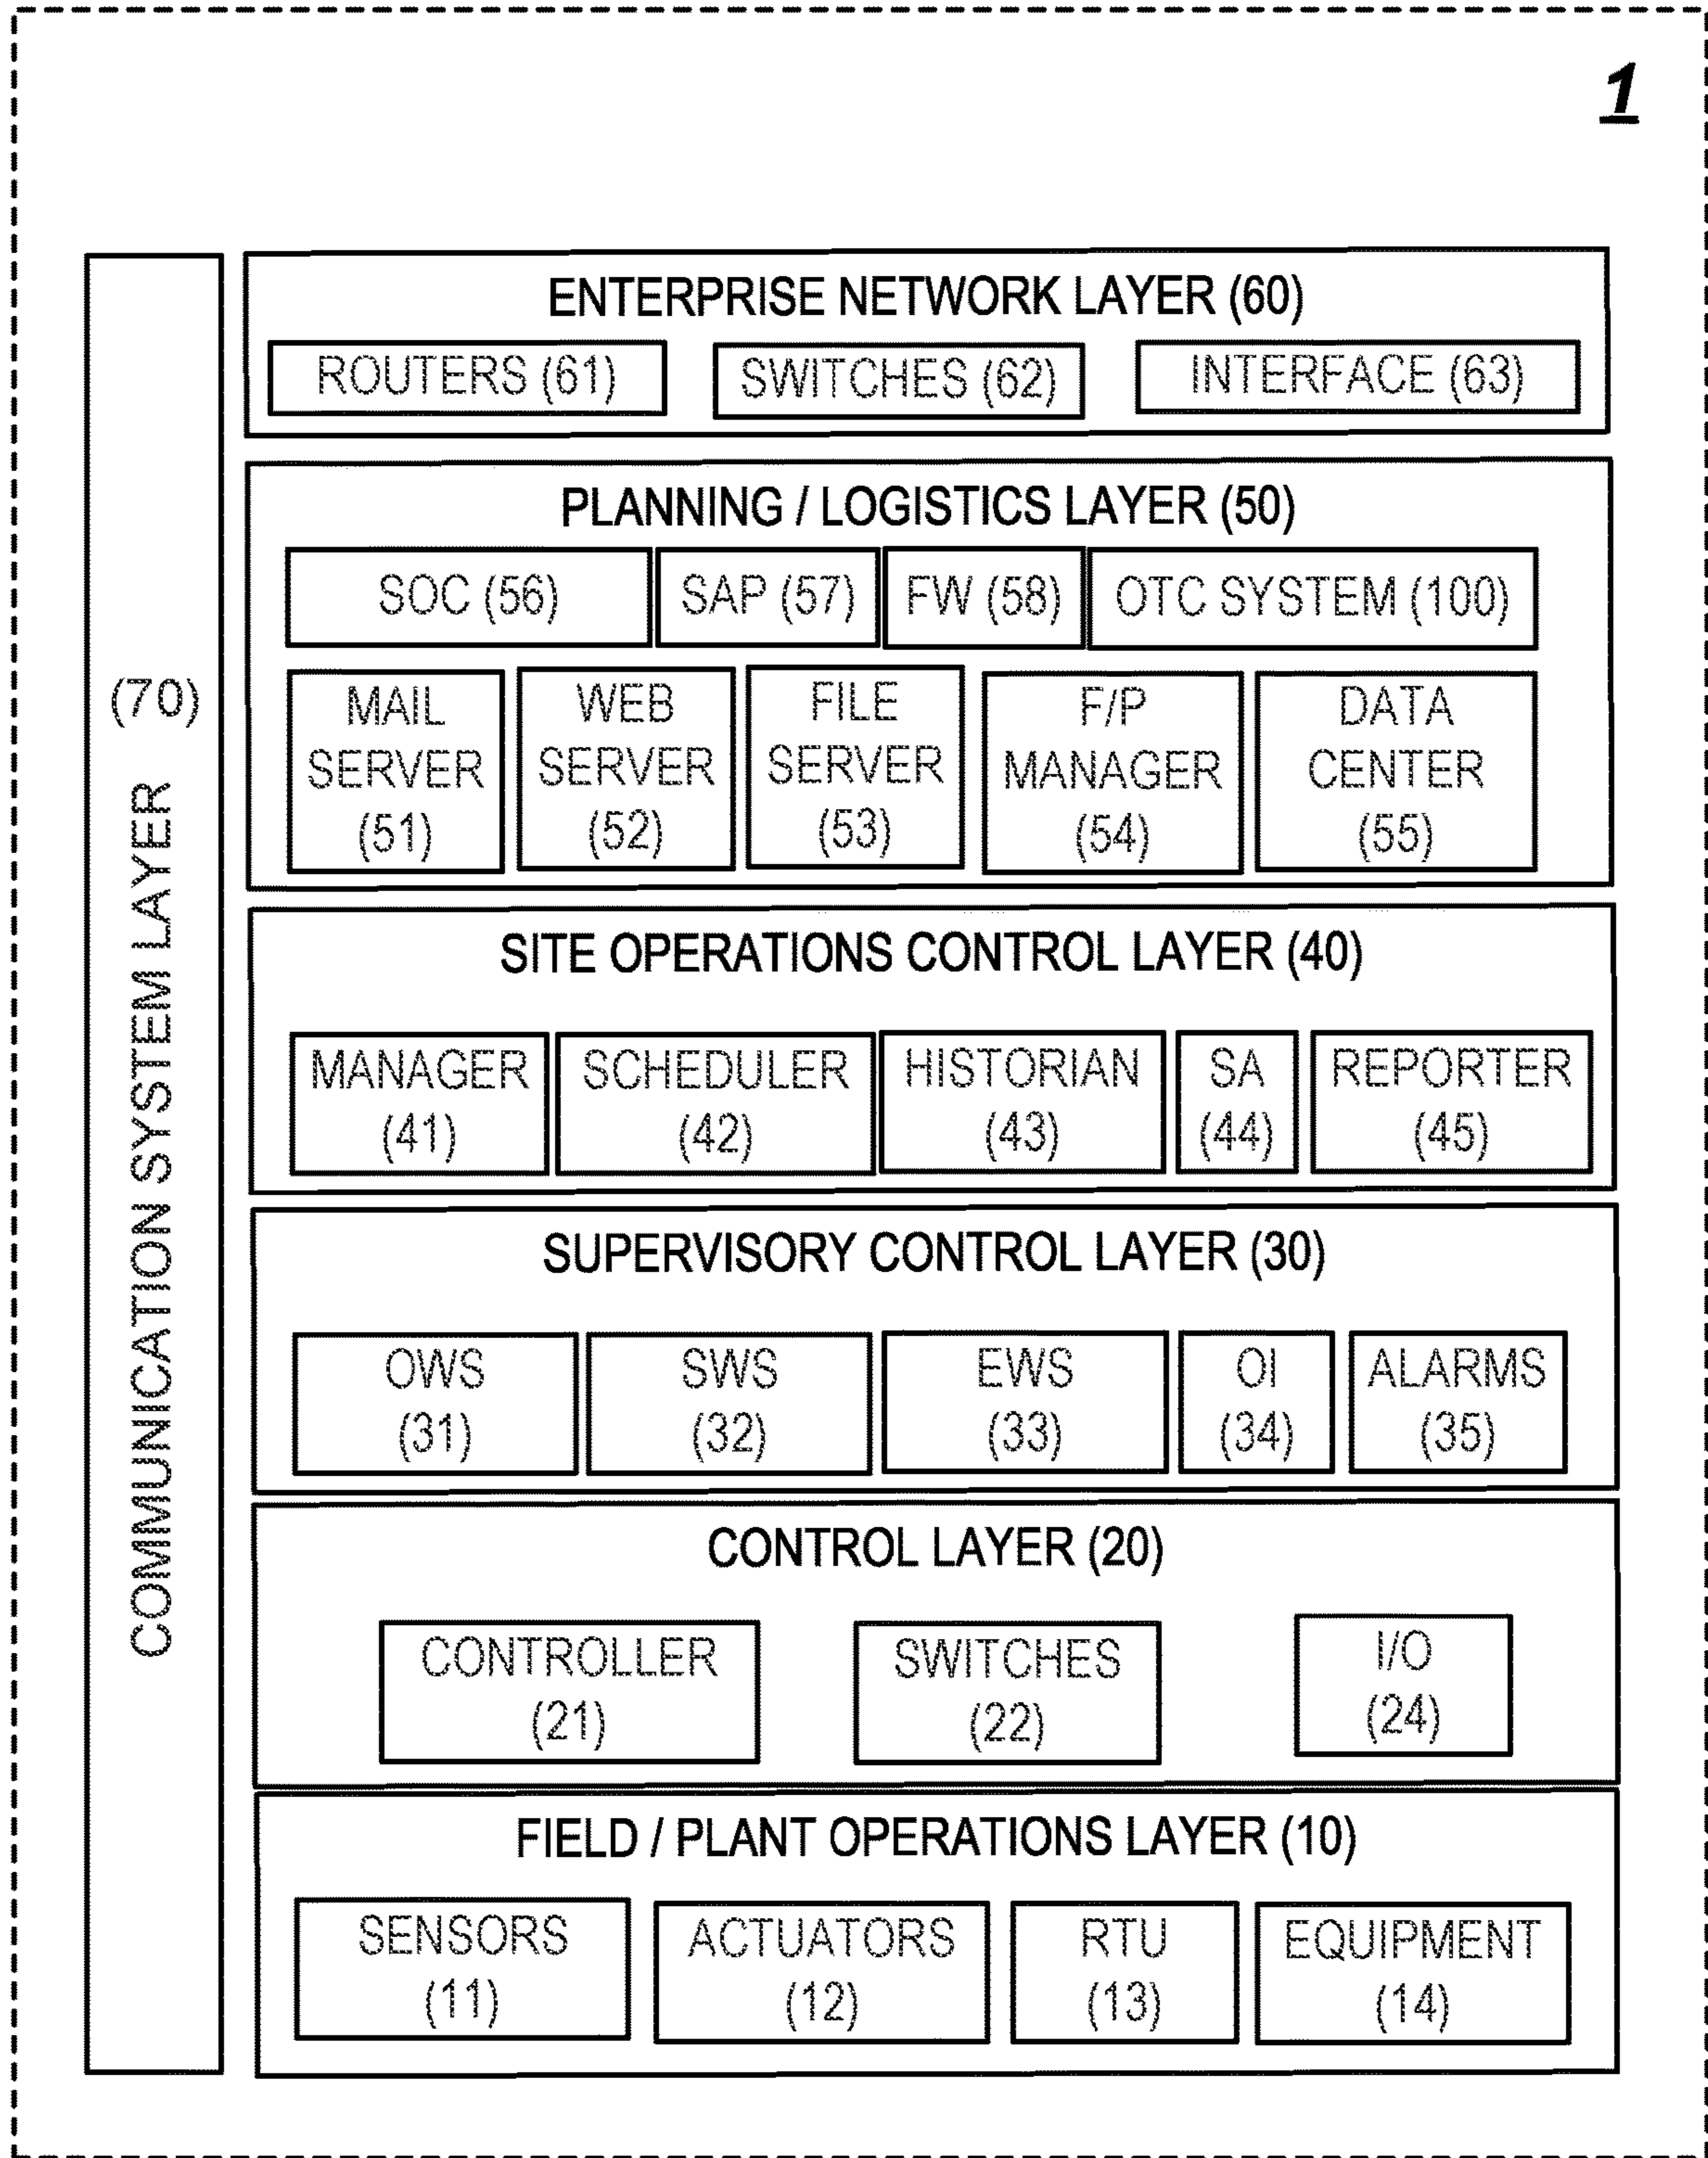 1
ENTERPRISE NETWORK LAYER (60)
ROUTERS (61)
SWITCHES (62)
INTERFACE (63)
PLANNING / LOGISTICS LAYER (50)
SOC (56)
SAP (57)
FW (58)
OTC SYSTEM (100)
MAIL
SERVER
(51)
WEB
SERVER
(52)
FILE
SERVER
(53)
F/P
MANAGER
(54)
DATA
CENTER
(55)
SITE OPERATIONS CONTROL LAYER (40)
MANAGER
(41)
SCHEDULER
(42)
HISTORIAN
(43)
SA
(44)
REPORTER
(45)
SUPERVISORY CONTROL LAYER (30)
OWS
(31)
SWS
(32)
EWS
(33)
OI
(34)
ALARMS
(35)
CONTROL LAYER (20)
CONTROLLER
(21)
SWITCHES
(22)
I/O
(24)
FIELD / PLANT OPERATIONS LAYER (10)
SENSORS
(11)
ACTUATORS
(12)
RTU
(13)
EQUIPMENT
(14)
COMMUNICATION SYSTEM LAYER
(70)